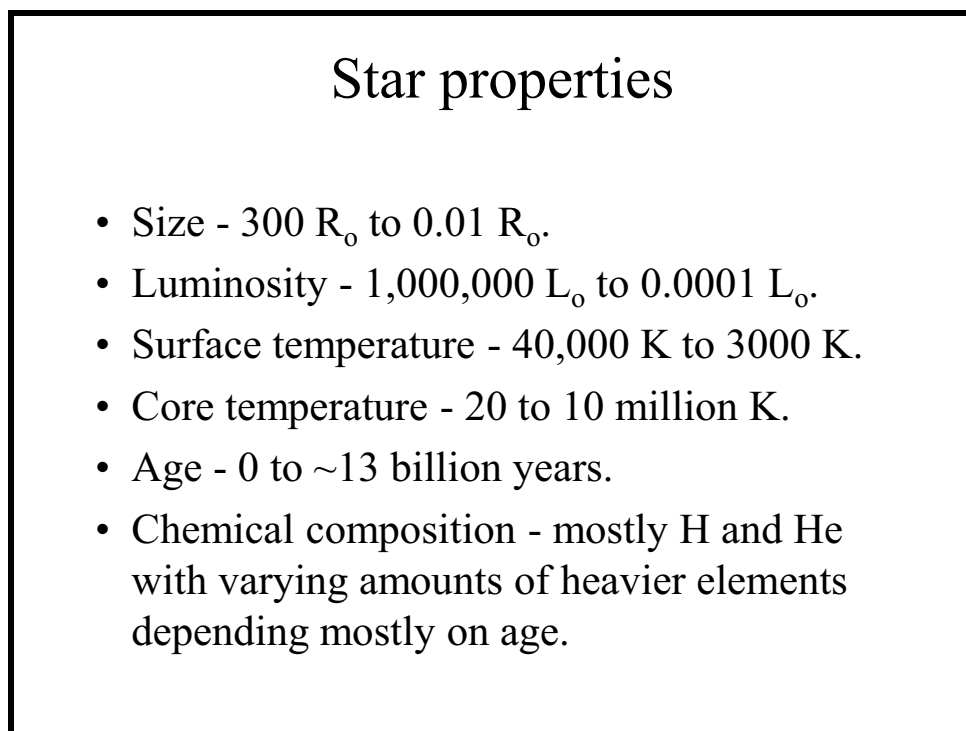 Star properties
• Size - 300 Rₒ to 0.01 Rₒ.
• Luminosity - 1,000,000 Lₒ to 0.0001 Lₒ.
• Surface temperature - 40,000 K to 3000 K.
• Core temperature - 20 to 10 million K.
• Age - 0 to ~13 billion years.
• Chemical composition - mostly H and He
with varying amounts of heavier elements
depending mostly on age.